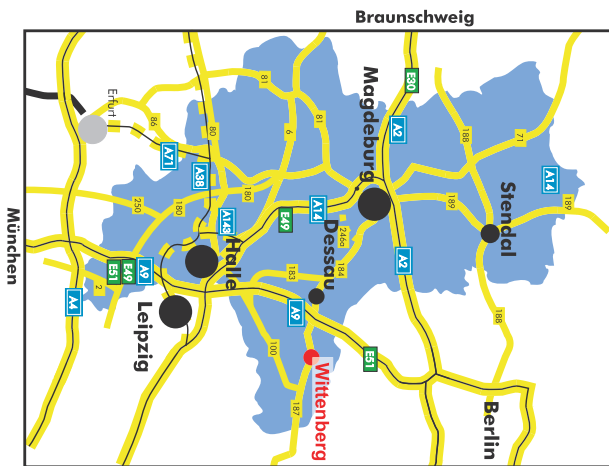 Braunschweig
E30
81
Magdeburg
Erfurt
86
80
6
81
A2
188
71
A71
A38
A14
180
Stendal
250
180
A143
E49
A14
246a
189
189
München
Halle
Dessau
A2
E51
E49
A9
183
184
2
A4
Leipzig
A9
188
100
Wittenberg
E51
187
Berlin